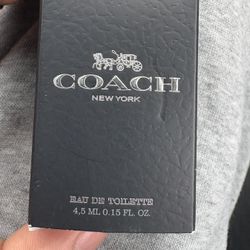 COACH
NEW YORK
EAU DE TOILETTE
4,5 ML 0.15 FL. OZ.